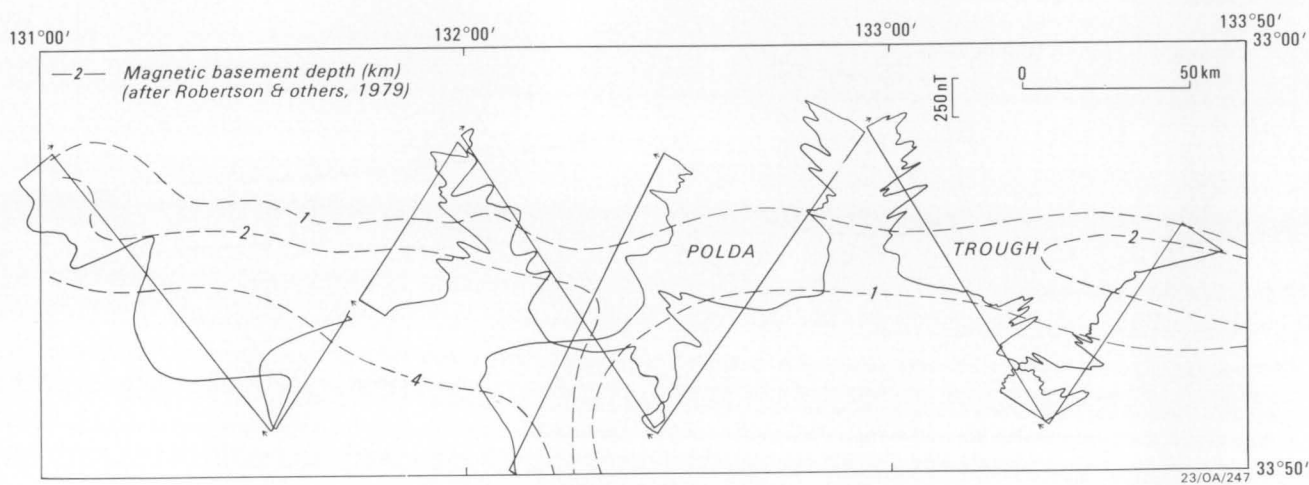 131°00′
132°00′
133°00′
133°50′
33°00′
—2— Magnetic basement depth (km)
(after Robertson & others, 1979)
250 nT
0 50 km
1
2
POLDA
TROUGH
2
1
4
33°50′
23/OA/247